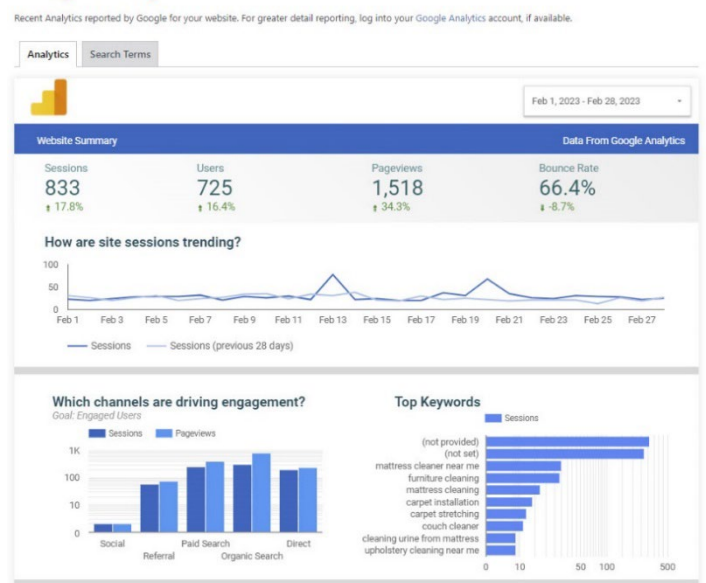 Recent Analytics reported by Google for your website. For greater detail reporting, log into your Google Analytics account, if available.
Analytics
Search Terms
Feb 1, 2023 - Feb 28, 2023
Website Summary
Data From Google Analytics
Sessions
Users
Pageviews
Bounce Rate
833
725
1,518
66.4%
17.8%
16.4%
34.3%
-8.7%
How are site sessions trending?
100
50
0
Feb 1 Feb 3 Feb 5 Feb 7 Feb 9 Feb 11 Feb 13 Feb 15 Feb 17 Feb 19 Feb 21 Feb 23 Feb 25 Feb 27
Sessions
Sessions (previous 28 days)
Which channels are driving engagement?
Goal: Engaged Users
Sessions
Pageviews
1K
100
10
0
Social
Referral
Paid Search
Organic Search
Direct
Top Keywords
Sessions
(not provided)
(not set)
mattress cleaner near me
furniture cleaning
mattress cleaning
carpet installation
carpet stretching
couch cleaner
cleaning urine from mattress
upholstery cleaning near me
0 10 50 100 500